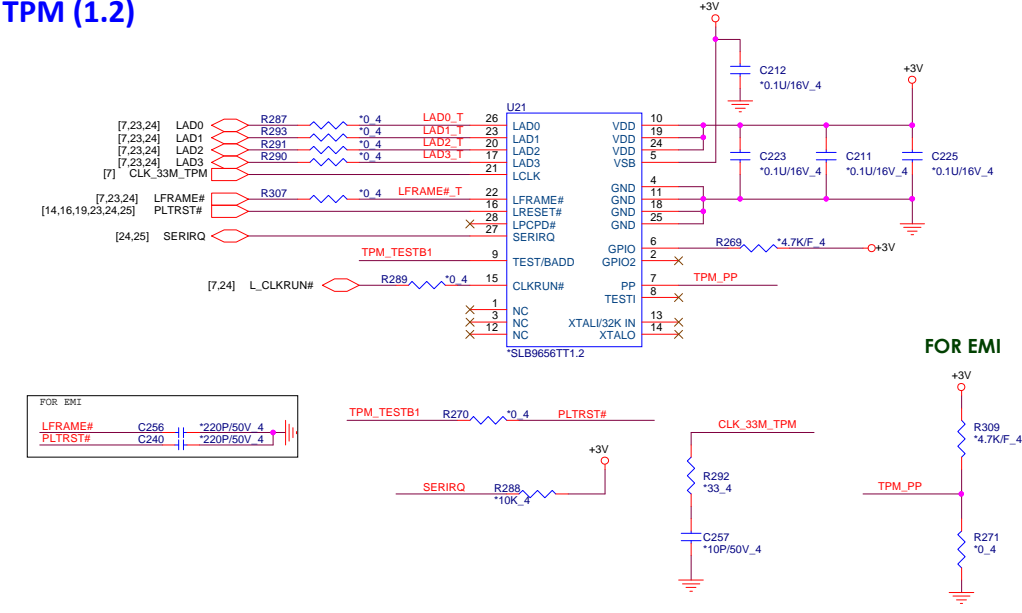 TPM (1.2)
+3V
C212
*0.1U/16V_4
+3V
U21
[7,23,24] LAD0 R287 *0_4 LAD0_T 26 LAD0 VDD 10
[7,23,24] LAD1 R293 *0_4 LAD1_T 23 LAD1 VDD 19
[7,23,24] LAD2 R291 *0_4 LAD2_T 20 LAD2 VDD 24
[7,23,24] LAD3 R290 *0_4 LAD3_T 17 LAD3 VSB 5
[7] CLK_33M_TPM 21 LCLK
C223 C211 C225
*0.1U/16V_4 *0.1U/16V_4 *0.1U/16V_4
GND 4
[7,23,24] LFRAME# R307 *0_4 LFRAME#_T 22 LFRAME# GND 11
[14,16,19,23,24,25] PLTRST# 16 LRESET# GND 18
28 LPCPD# GND 25
[24,25] SERIRQ 27 SERIRQ
GPIO 6 R269 *4.7K/F_4 +3V
TPM_TESTB1 9 TEST/BADD GPIO2 2
[7,24] L_CLKRUN# R289 *0_4 15 CLKRUN# PP 7 TPM_PP
TESTI 8
1 NC
3 NC XTALI/32K IN 13
12 NC XTALO 14
*SLB9656TT1.2
FOR EMI
FOR EMI
LFRAME# C256 *220P/50V_4
PLTRST# C240 *220P/50V_4
TPM_TESTB1 R270 *0_4 PLTRST#
+3V
SERIRQ R288
*10K_4
CLK_33M_TPM
R292
*33_4
C257
*10P/50V_4
+3V
R309
*4.7K/F_4
TPM_PP
R271
*0_4